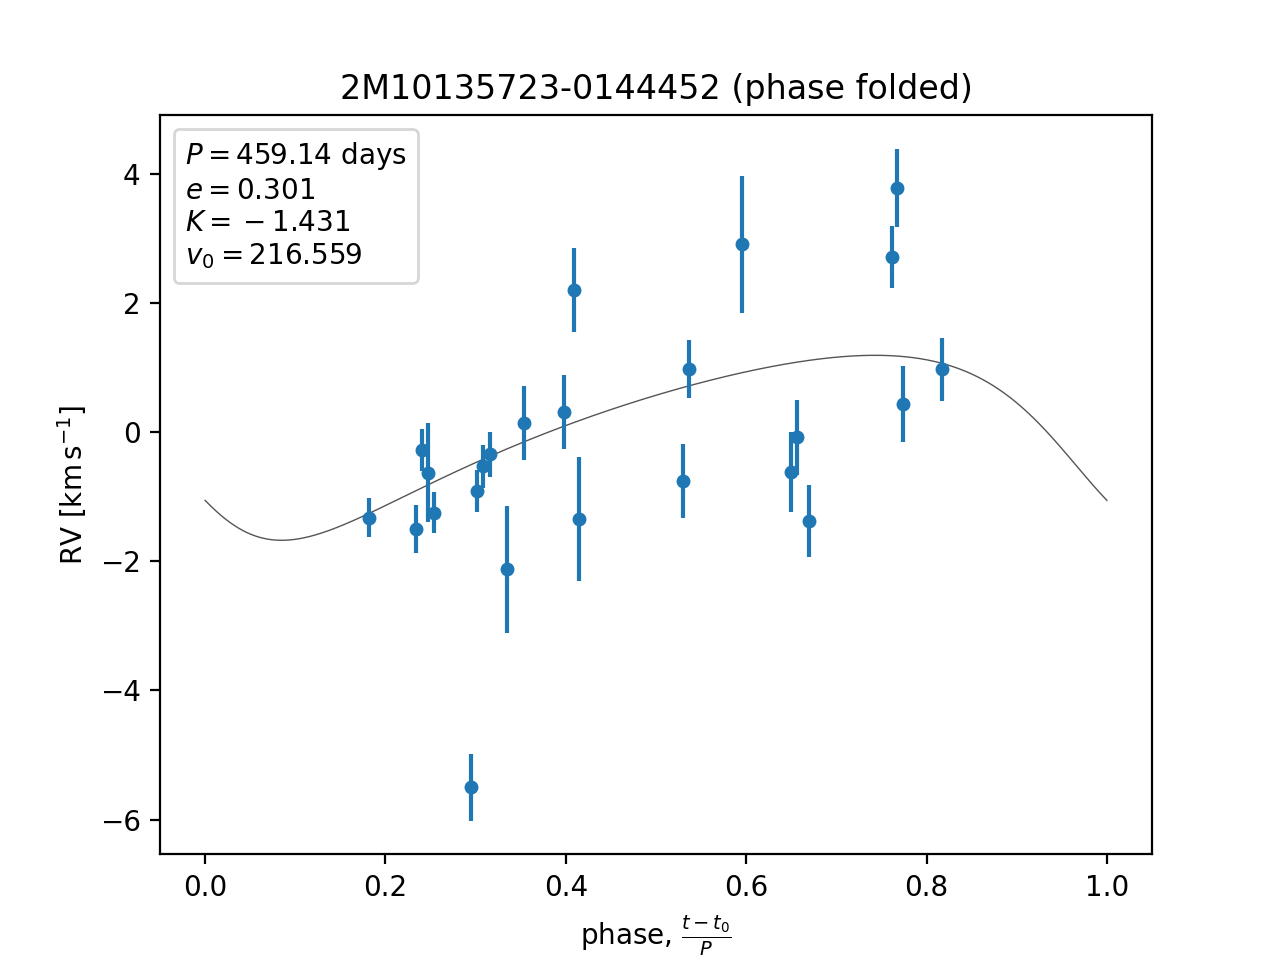 2M10135723-0144452 (phase folded)
P = 459.14 days
e = 0.301
K = −1.431
v₀ = 216.559
4
2
0
−2
−4
−6
RV [km s⁻¹]
0.0 0.2 0.4 0.6 0.8 1.0
phase, (t − t₀)/P